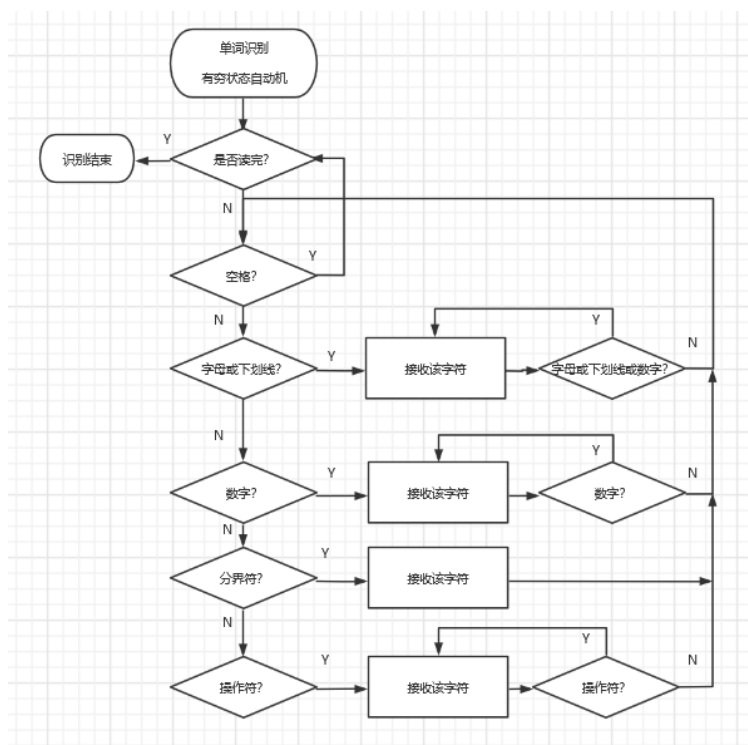 单词识别
有穷状态自动机
Y
识别结束
是否读完?
N
Y
空格?
N
Y
N
字母或下划线?
Y
接收该字符
字母或下划线或数字?
N
Y
N
数字?
Y
接收该字符
数字?
N
Y
分界符?
接收该字符
N
Y
Y
N
操作符?
接收该字符
操作符?